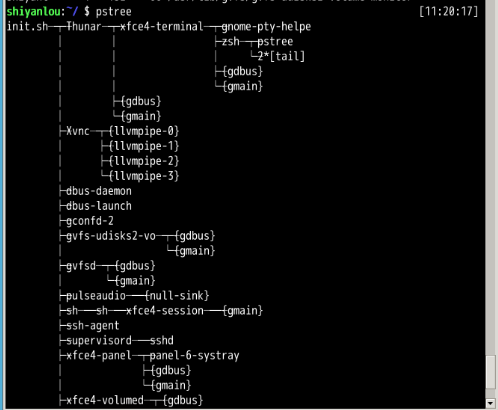 shiyanlou:~/ $ pstree [11:20:17]
init.sh─┬─Thunar─┬─xfce4-terminal─┬─gnome-pty-helpe
        │        │                ├─zsh─┬─pstree
        │        │                │     └─2*[tail]
        │        │                ├─{gdbus}
        │        │                └─{gmain}
        │        ├─{gdbus}
        │        └─{gmain}
        ├─Xvnc─┬─{llvmpipe-0}
        │      ├─{llvmpipe-1}
        │      ├─{llvmpipe-2}
        │      └─{llvmpipe-3}
        ├─dbus-daemon
        ├─dbus-launch
        ├─gconfd-2
        ├─gvfs-udisks2-vo─┬─{gdbus}
        │                 └─{gmain}
        ├─gvfsd─┬─{gdbus}
        │       └─{gmain}
        ├─pulseaudio───{null-sink}
        ├─sh───sh───xfce4-session───{gmain}
        ├─ssh-agent
        ├─supervisord───sshd
        ├─xfce4-panel─┬─panel-6-systray
        │             ├─{gdbus}
        │             └─{gmain}
        ├─xfce4-volumed─┬─{gdbus}